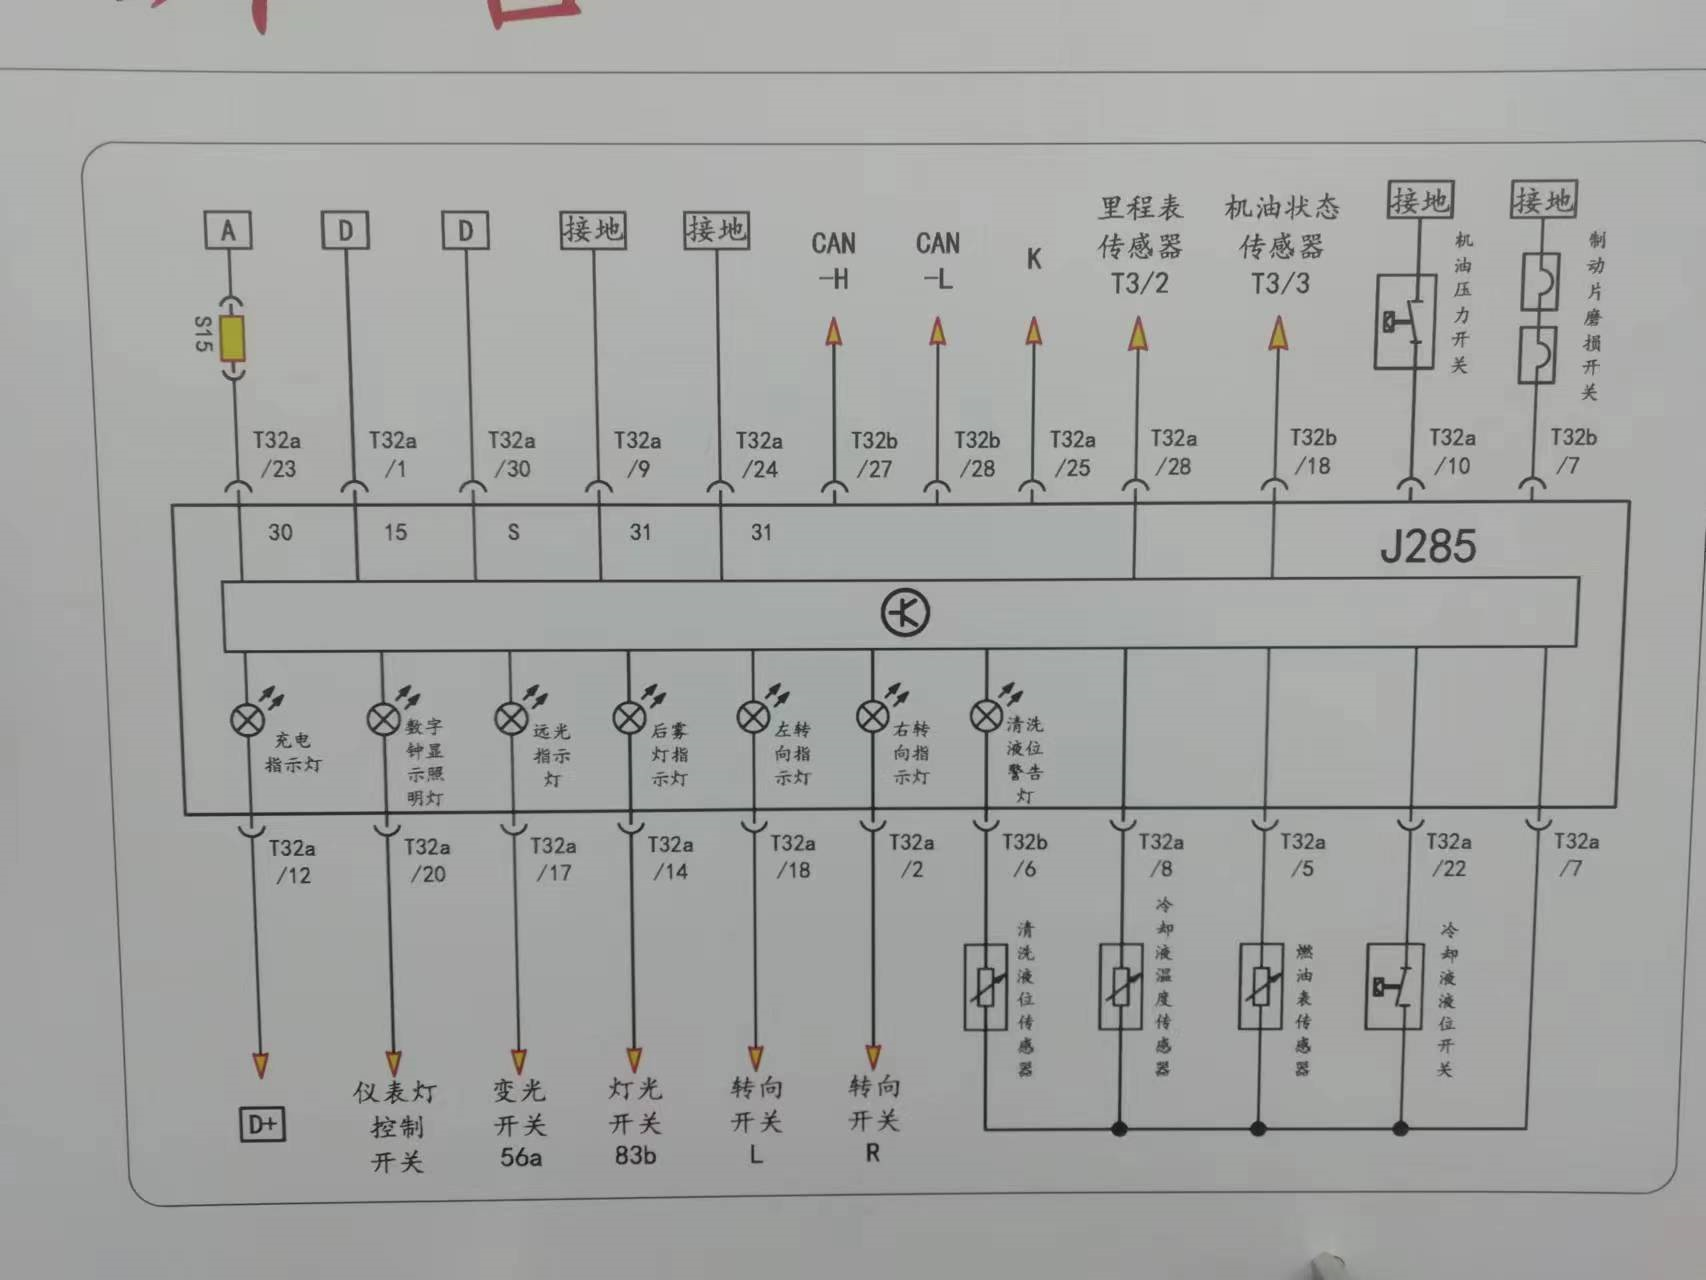 A
D
D
接地
接地
CAN
-H
CAN
-L
K
里程表
传感器
T3/2
机油状态
传感器
T3/3
接地
机油压力开关
接地
制动片磨损开关
S15
T32a
/23
T32a
/1
T32a
/30
T32a
/9
T32a
/24
T32b
/27
T32b
/28
T32a
/25
T32a
/28
T32b
/18
T32a
/10
T32b
/7
30
15
S
31
31
J285
充电
指示灯
数字
钟显
示照
明灯
远光
指示
灯
后雾
灯指
示灯
左转
向指
示灯
右转
向指
示灯
清洗
液位
警告
灯
T32a
/12
T32a
/20
T32a
/17
T32a
/14
T32a
/18
T32a
/2
T32b
/6
T32a
/8
T32a
/5
T32a
/22
T32a
/7
清洗液位传感器
冷却液温度传感器
燃油表传感器
冷却液液位开关
D+
仪表灯
控制
开关
变光
开关
56a
灯光
开关
83b
转向
开关
L
转向
开关
R